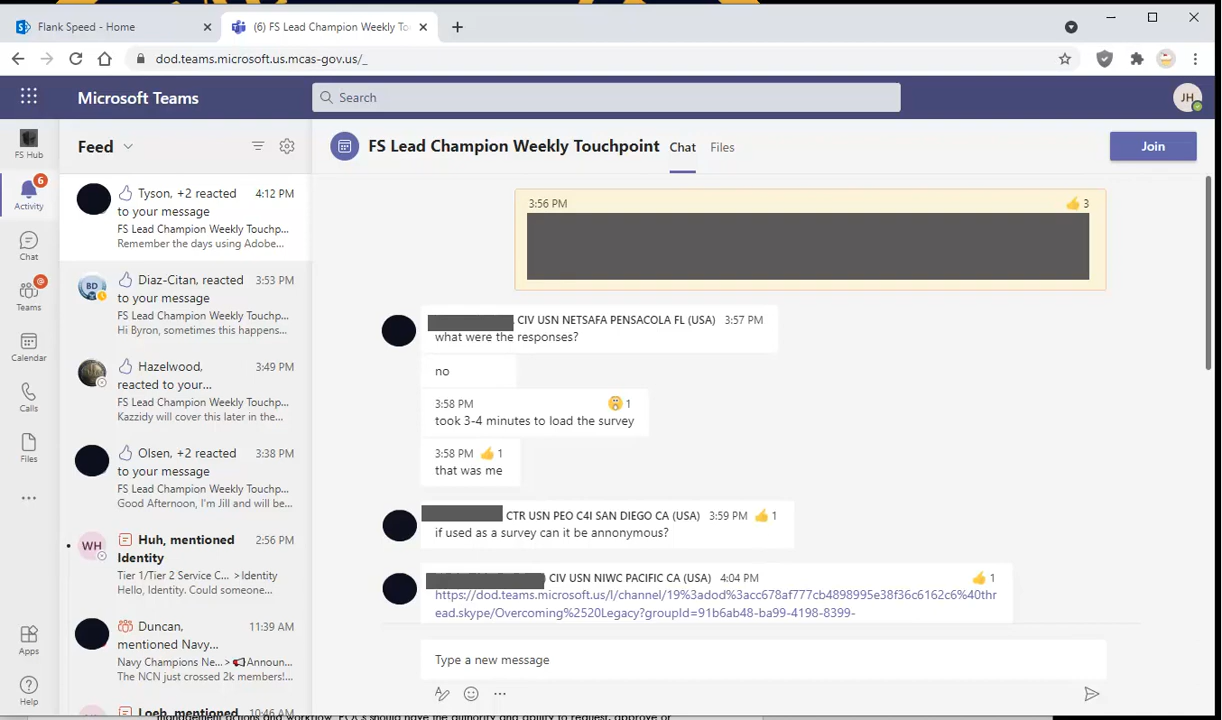 Flank Speed - Home
(6) FS Lead Champion Weekly To
dod.teams.microsoft.us.mcas-gov.us/_
Microsoft Teams
Search
JH
FS Hub
6
Activity
Chat
Teams
Calendar
Calls
Files
Apps
Help
Feed
Tyson, +2 reacted 4:12 PM
to your message
FS Lead Champion Weekly Touchp...
Remember the days using Adobe...
BD
Diaz-Citan, reacted 3:53 PM
to your message
FS Lead Champion Weekly Touchp...
Hi Byron, sometimes this happens...
Hazelwood, 3:49 PM
reacted to your...
FS Lead Champion Weekly Touchp...
Kazzidy will cover this later in the...
Olsen, +2 reacted 3:38 PM
to your message
FS Lead Champion Weekly Touchp...
Good Afternoon, I'm Jill and will be...
WH
Huh, mentioned 2:56 PM
Identity
Tier 1/Tier 2 Service C... > Identity
Hello, Identity. Could someone...
Duncan, 11:39 AM
mentioned Navy...
Navy Champions Ne... > Announ...
The NCN just crossed 2k members!...
Loeb, mentioned 10:46 AM
FS Lead Champion Weekly Touchpoint Chat Files
Join
3:56 PM 3
CIV USN NETSAFA PENSACOLA FL (USA) 3:57 PM
what were the responses?
no
3:58 PM 1
took 3-4 minutes to load the survey
3:58 PM 1
that was me
CTR USN PEO C4I SAN DIEGO CA (USA) 3:59 PM 1
if used as a survey can it be annonymous?
CIV USN NIWC PACIFIC CA (USA) 4:04 PM 1
https://dod.teams.microsoft.us/l/channel/19%3adod%3acc678af777cb4898995e38f36c6162c6%40thr
ead.skype/Overcoming%2520Legacy?groupId=91b6ab48-ba99-4198-8399-
Type a new message